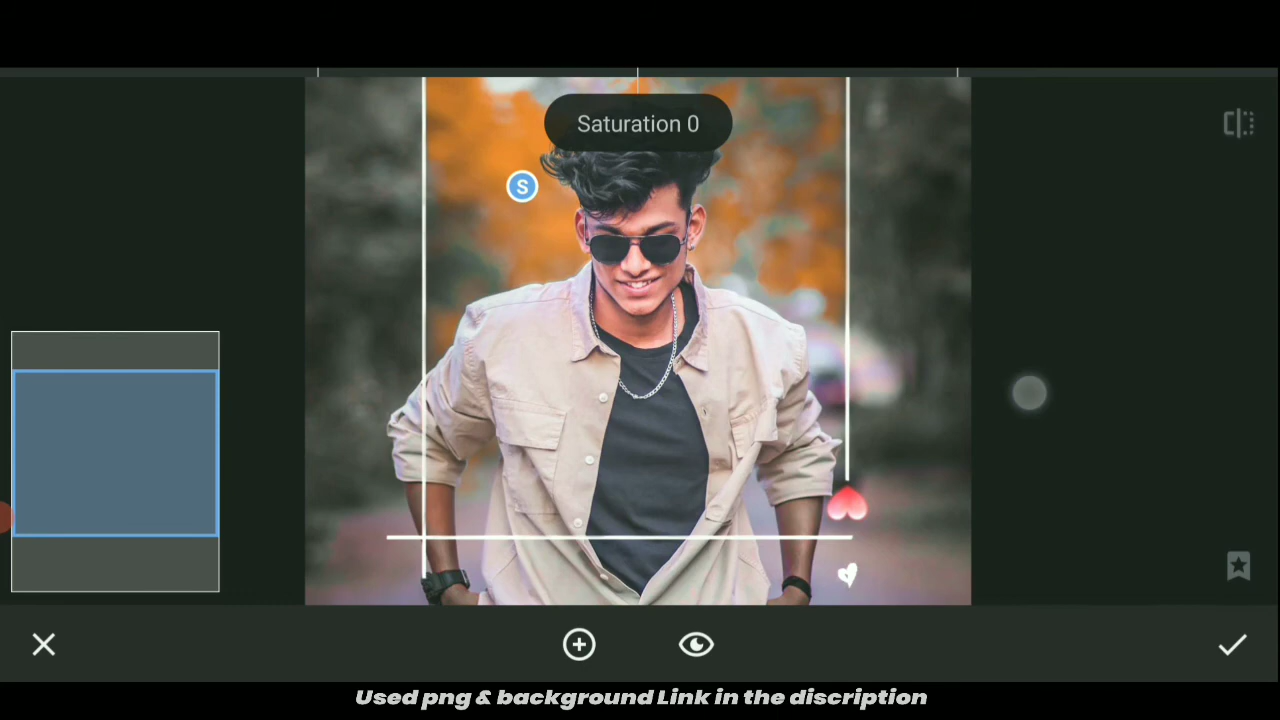 Saturation 0
S
Used png & background Link in the discription